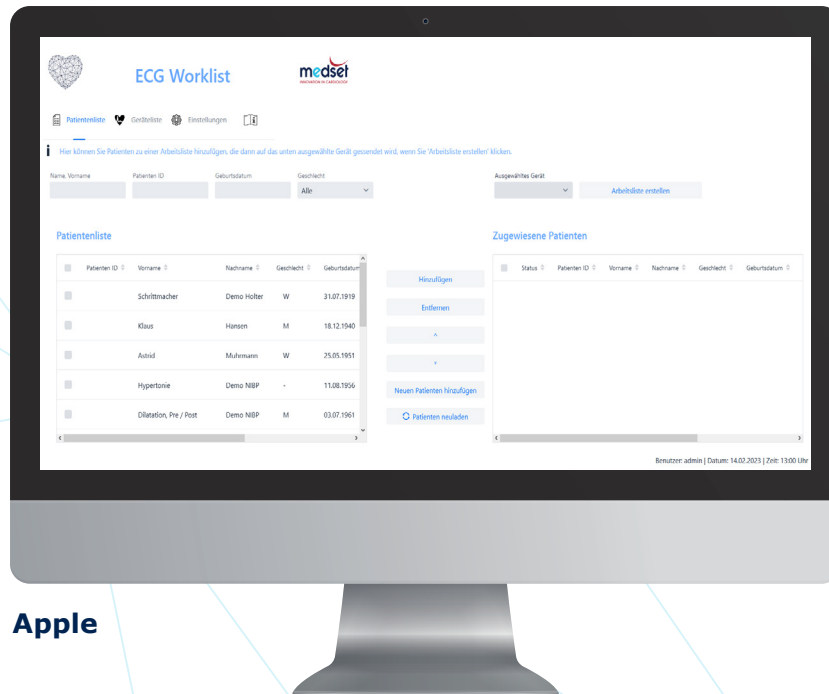 ECG Worklist
medset
INNOVATION IN CARDIOLOGY
Patientenliste Geräteliste Einstellungen
Hier können Sie Patienten zu einer Arbeitsliste hinzufügen, die dann auf das unten ausgewählte Gerät gesendet wird, wenn Sie 'Arbeitsliste erstellen' klicken.
Name, Vorname Patienten ID Geburtsdatum Geschlecht Ausgewähltes Gerät
Alle Arbeitsliste erstellen
Patientenliste Zugewiesene Patienten
Patienten ID Vorname Nachname Geschlecht Geburtsdatum Hinzufügen Status Patienten ID Vorname Nachname Geschlecht Geburtsdatum
Schrittmacher Demo Holter W 31.07.1919
Entfernen
Klaus Hansen M 18.12.1940
Astrid Muhrmann W 25.05.1951
Hypertonie Demo NIBP - 11.08.1956 Neuen Patienten hinzufügen
Dilatation, Pre / Post Demo NIBP M 03.07.1961 Patienten neuladen
Benutzer: admin | Datum: 14.02.2023 | Zeit: 13:00 Uhr
Apple